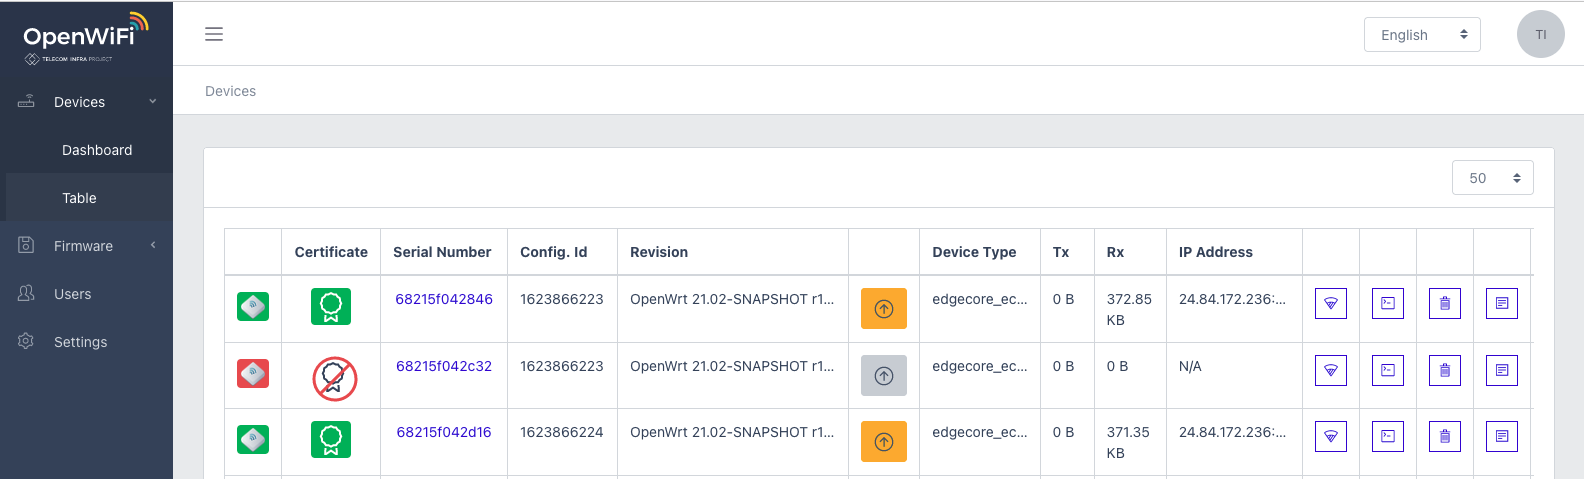 OpenWiFi
TELECOM INFRA PROJECT
English
TI
Devices
Devices
Dashboard
Table
Firmware
Users
Settings
50
Certificate Serial Number Config. Id Revision Device Type Tx Rx IP Address
68215f042846 1623866223 OpenWrt 21.02-SNAPSHOT r1... edgecore_ec... 0 B 372.85 KB 24.84.172.236:...
68215f042c32 1623866223 OpenWrt 21.02-SNAPSHOT r1... edgecore_ec... 0 B 0 B N/A
68215f042d16 1623866224 OpenWrt 21.02-SNAPSHOT r1... edgecore_ec... 0 B 371.35 KB 24.84.172.236:...